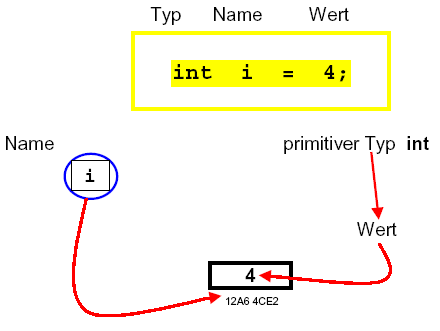 Typ Name Wert
int i = 4;
Name primitiver Typ int
i
Wert
4
12A6 4CE2